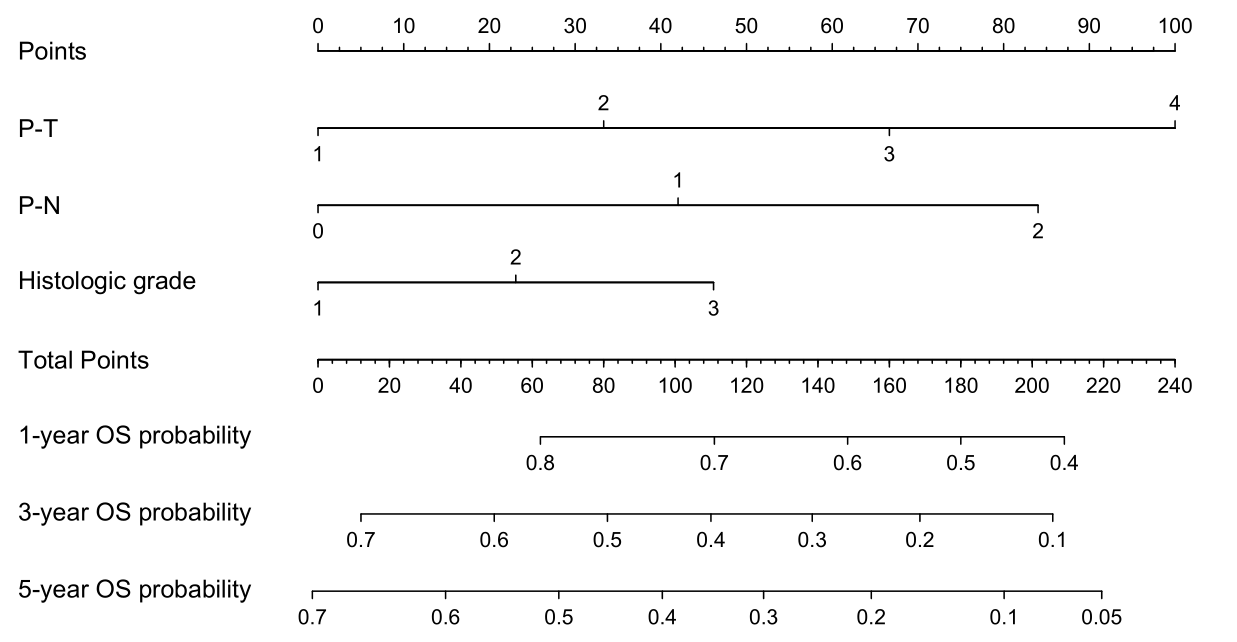 0 10 20 30 40 50 60 70 80 90 100
Points
2 4
P-T
1 3
1
P-N
0 2
2
Histologic grade
1 3
Total Points
0 20 40 60 80 100 120 140 160 180 200 220 240
1-year OS probability
0.8 0.7 0.6 0.5 0.4
3-year OS probability
0.7 0.6 0.5 0.4 0.3 0.2 0.1
5-year OS probability
0.7 0.6 0.5 0.4 0.3 0.2 0.1 0.05